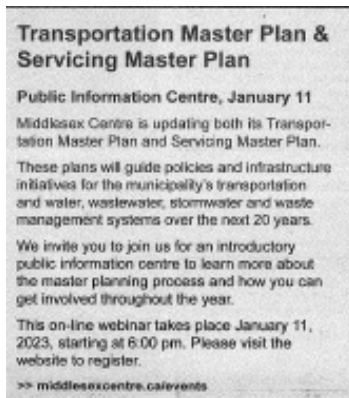 Transportation Master Plan &
Servicing Master Plan
Public Information Centre, January 11
Middlesex Centre is updating both its Transpor-
tation Master Plan and Servicing Master Plan.
These plans will guide policies and infrastructure
initiatives for the municipality's transportation
and water, wastewater, stormwater and waste
management systems over the next 20 years.
We invite you to join us for an introductory
public information centre to learn more about
the master planning process and how you can
get involved throughout the year.
This on-line webinar takes place January 11,
2023, starting at 6:00 pm. Please visit the
website to register.
>> middlesexcentre.ca/events